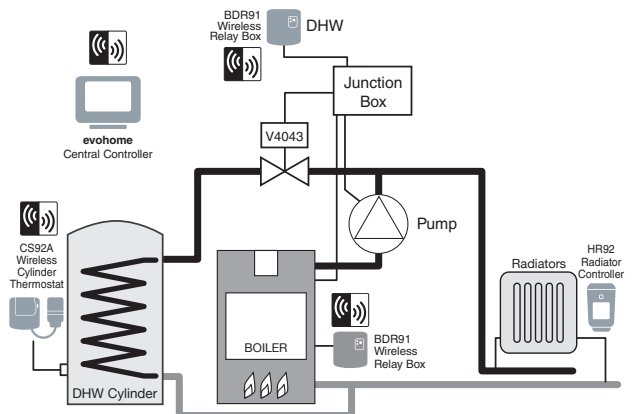 BDR91
Wireless
Relay Box
DHW
Junction
Box
V4043
evohome
Central Controller
CS92A
Wireless
Cylinder
Thermostat
Pump
HR92
Radiator
Controller
Radiators
BOILER
BDR91
Wireless
Relay Box
DHW Cylinder